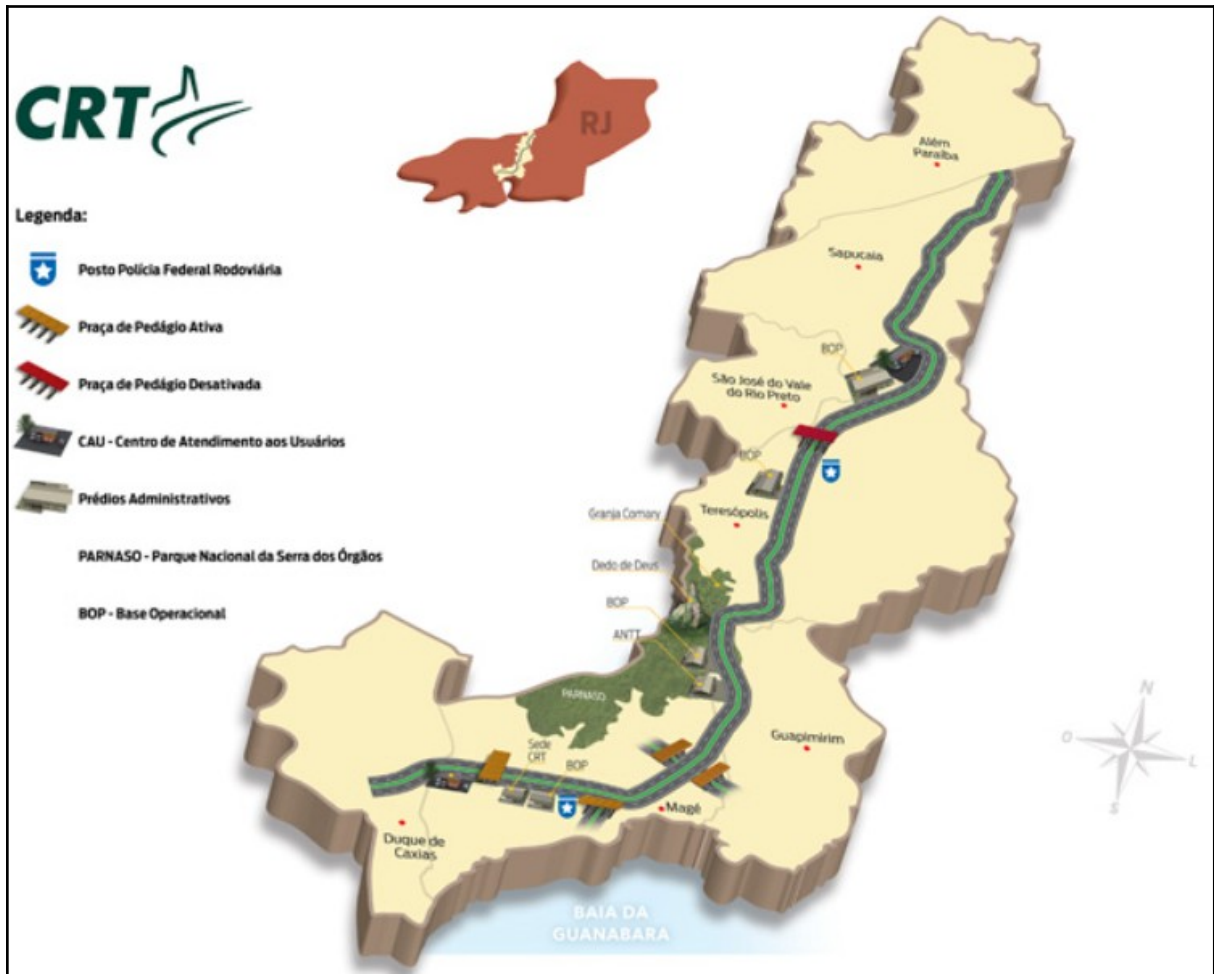 CRT
RJ
Legenda:
Posto Polícia Federal Rodoviária
Praça de Pedágio Ativa
Praça de Pedágio Desativada
CAU - Centro de Atendimento aos Usuários
Prédios Administrativos
PARNASO - Parque Nacional da Serra dos Órgãos
BOP - Base Operacional
Além
Paraíba
Sapucaia
BOP
São José do Vale
do Rio Preto
BOP
Teresópolis
Granja Comary
Dedo de Deus
BOP
ANTT
PARNASO
Guapimirim
Sede
CRT
BOP
Magé
Duque de
Caxias
BAIA DA
GUANABARA
N
O
L
S